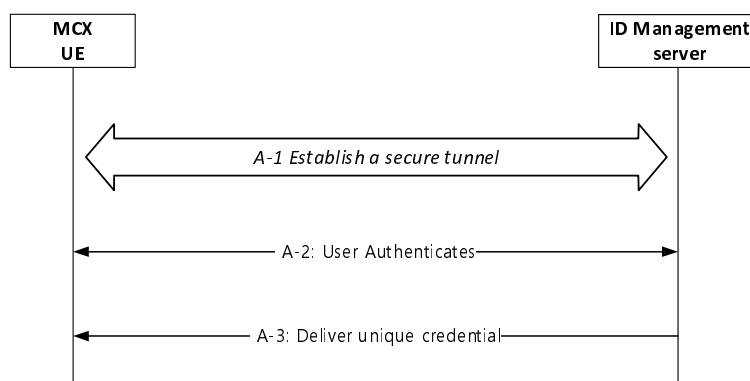 MCX
UE
ID Management
server
A-1 Establish a secure tunnel
A-2: User Authenticates
A-3: Deliver unique credential